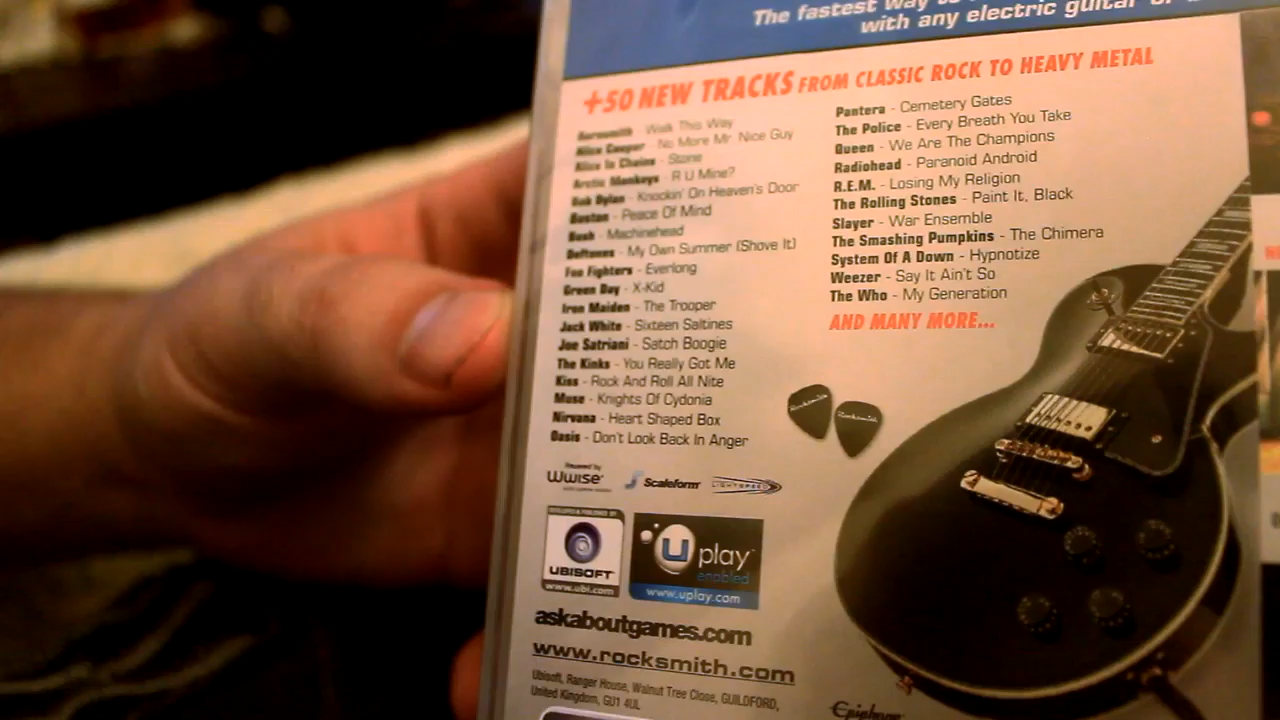 The fastest way to
with any electric guitar or
+50 NEW TRACKS FROM CLASSIC ROCK TO HEAVY METAL
Aerosmith - Walk This Way
Alice Cooper - No More Mr Nice Guy
Alice In Chains - Stone
Arctic Monkeys - R U Mine?
Bob Dylan - Knockin' On Heaven's Door
Boston - Peace Of Mind
Bush - Machinehead
Deftones - My Own Summer (Shove It)
Foo Fighters - Everlong
Green Day - X-Kid
Iron Maiden - The Trooper
Jack White - Sixteen Saltines
Joe Satriani - Satch Boogie
The Kinks - You Really Got Me
Kiss - Rock And Roll All Nite
Muse - Knights Of Cydonia
Nirvana - Heart Shaped Box
Oasis - Don't Look Back In Anger
Pantera - Cemetery Gates
The Police - Every Breath You Take
Queen - We Are The Champions
Radiohead - Paranoid Android
R.E.M. - Losing My Religion
The Rolling Stones - Paint It, Black
Slayer - War Ensemble
The Smashing Pumpkins - The Chimera
System Of A Down - Hypnotize
Weezer - Say It Ain't So
The Who - My Generation
AND MANY MORE...
Rocksmith
Rocksmith
Powered by
Wwise
Scaleform
LIGHTSPEED
DEVELOPED & PUBLISHED BY
UBISOFT
www.ubi.com
uplay
enabled
www.uplay.com
askaboutgames.com
www.rocksmith.com
Ubisoft, Ranger House, Walnut Tree Close, GUILDFORD,
United Kingdom, GU1 4UL
Epiphone